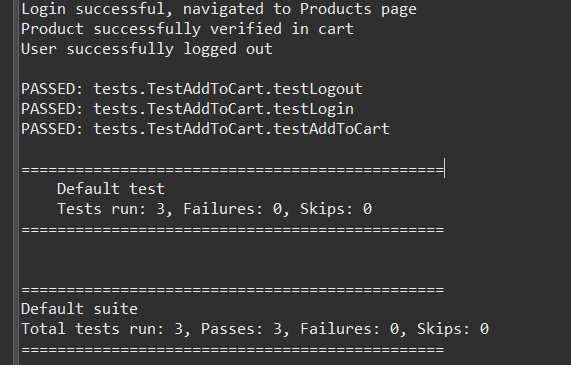 Login successful, navigated to Products page
Product successfully verified in cart
User successfully logged out
PASSED: tests.TestAddToCart.testLogout
PASSED: tests.TestAddToCart.testLogin
PASSED: tests.TestAddToCart.testAddToCart
===============================================
Default test
Tests run: 3, Failures: 0, Skips: 0
===============================================
===============================================
Default suite
Total tests run: 3, Passes: 3, Failures: 0, Skips: 0
===============================================